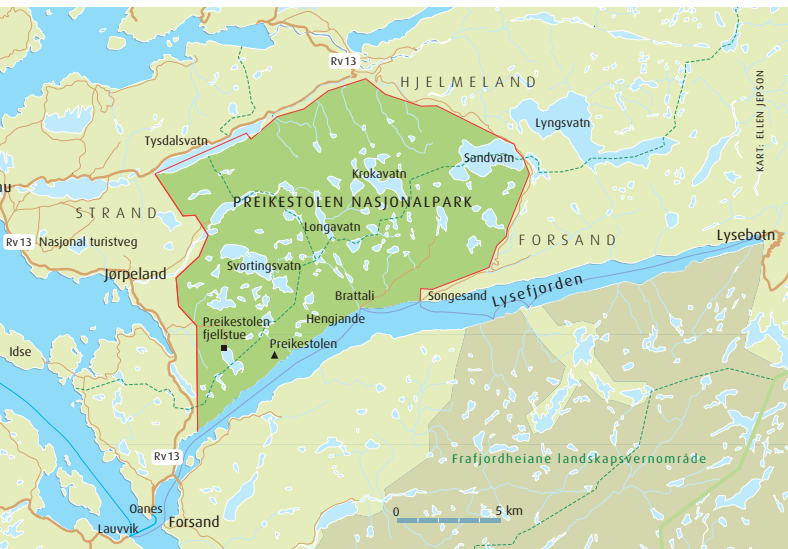 Rv 13
HJELMELAND
KART: ELLEN JEPSON
Lyngsvatn
Tysdalsvatn
Sandvatn
Krokavatn
au
PREIKESTOLEN NASJONALPARK
STRAND
Longavatn
Rv 13 Nasjonal turistveg
FORSAND
Lysebotn
Jørpeland
Svortingsvatn
Brattali
Songesand
Lysefjorden
Hengjande
Preikestolen
fjellstue
Preikestolen
Idse
Rv 13
Frafjordheiane landskapsvernområde
Oanes
0 5 km
Lauvvik
Forsand